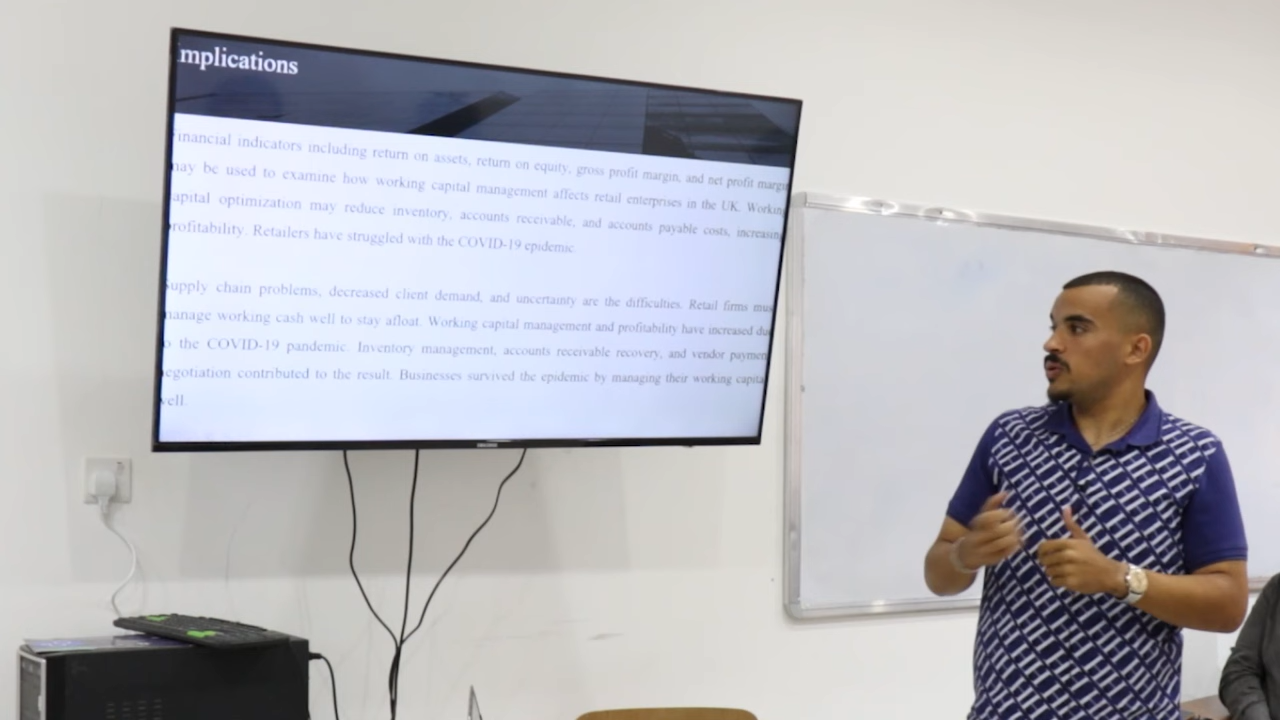 mplications
inancial indicators including return on assets, return on equity, gross profit margin, and net profit margi
may be used to examine how working capital management affects retail enterprises in the UK. Workin
apital optimization may reduce inventory, accounts receivable, and accounts payable costs, increasin
rofitability. Retailers have struggled with the COVID-19 epidemic.
Supply chain problems, decreased client demand, and uncertainty are the difficulties. Retail firms mus
manage working cash well to stay afloat. Working capital management and profitability have increased du
o the COVID-19 pandemic. Inventory management, accounts receivable recovery, and vendor paymen
egotiation contributed to the result. Businesses survived the epidemic by managing their working capita
well.